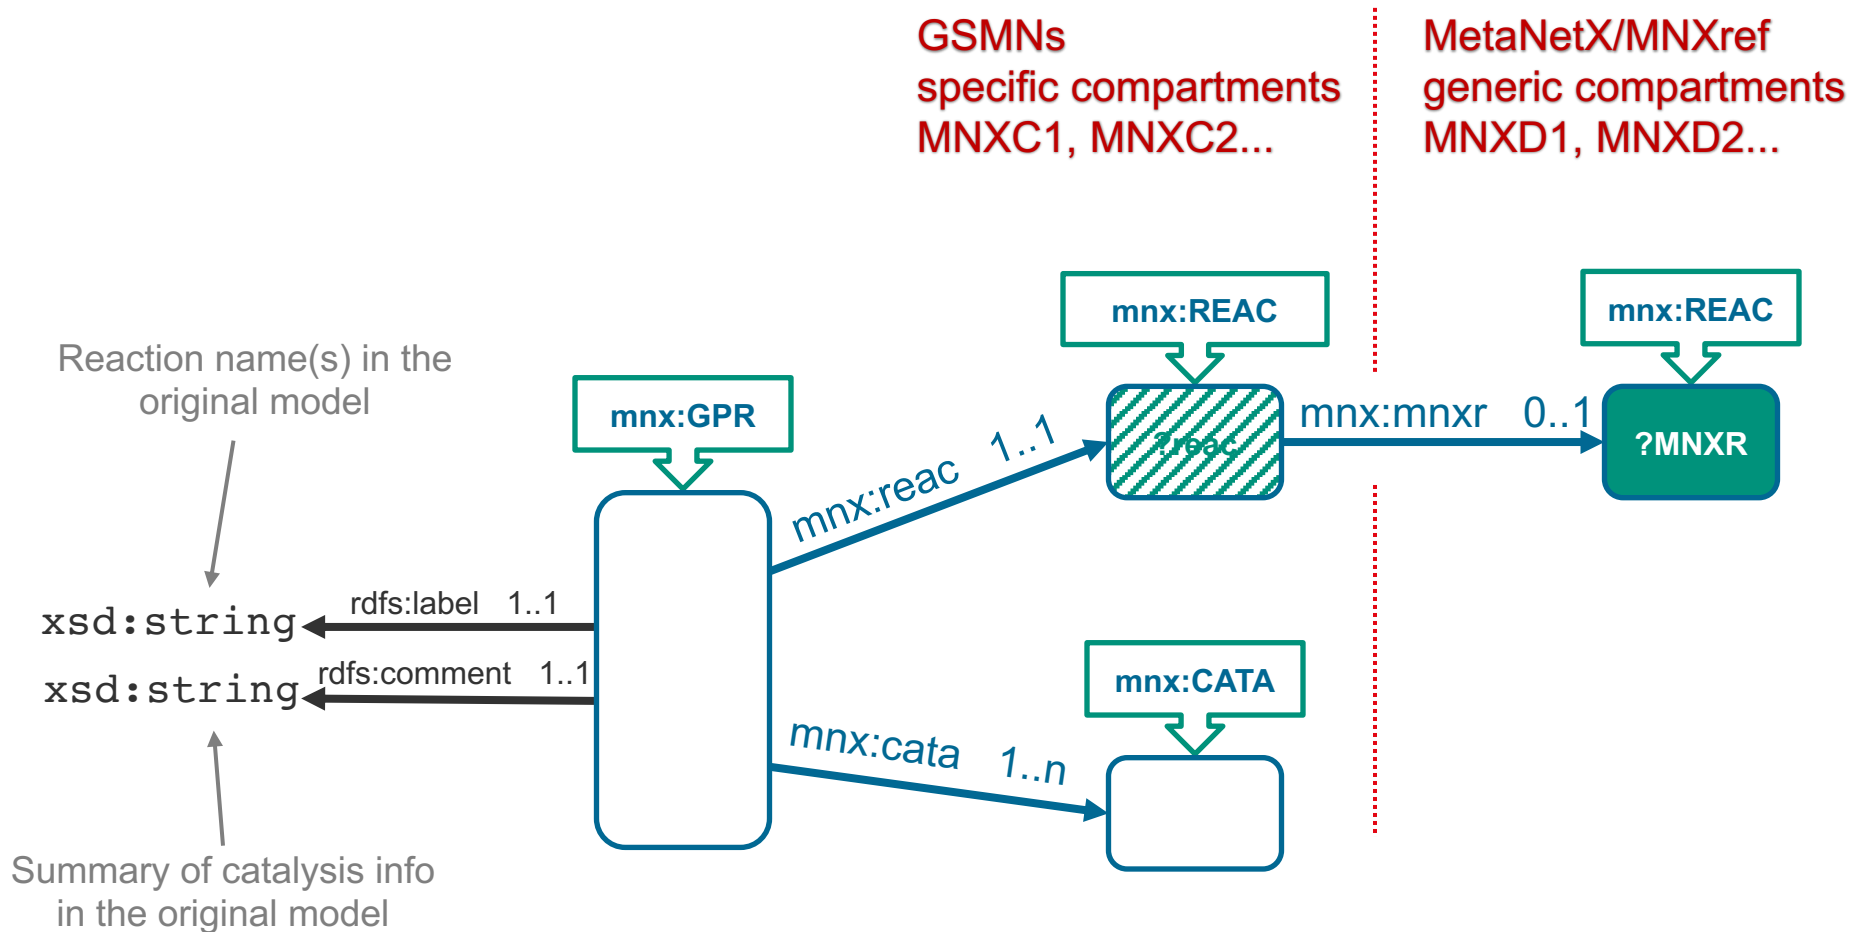 GSMNs
specific compartments
MNXC1, MNXC2...
MetaNetX/MNXref
generic compartments
MNXD1, MNXD2...
mnx:REAC
mnx:REAC
Reaction name(s) in the
original model
mnx:GPR
mnx:reac 1..1
?reac
mnx:mnxr 0..1
?MNXR
xsd:string
rdfs:label 1..1
xsd:string
rdfs:comment 1..1
mnx:CATA
mnx:cata 1..n
Summary of catalysis info
in the original model